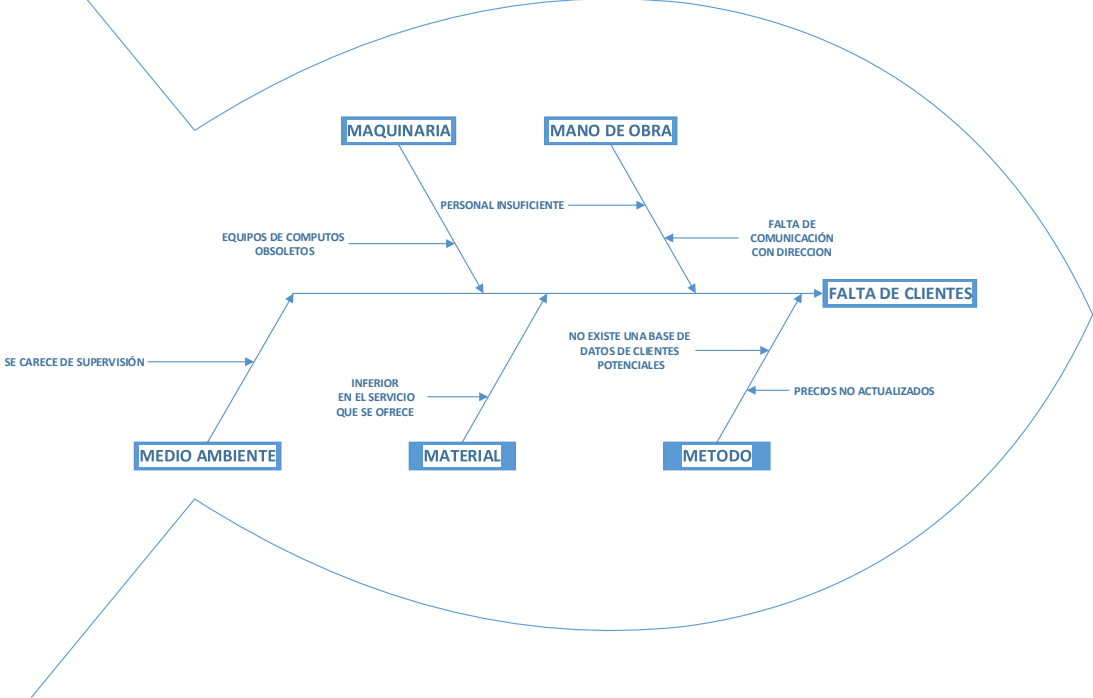 MAQUINARIA
MANO DE OBRA
PERSONAL INSUFICIENTE
EQUIPOS DE COMPUTOS
OBSOLETOS
FALTA DE
COMUNICACIÓN
CON DIRECCION
FALTA DE CLIENTES
SE CARECE DE SUPERVISIÓN
INFERIOR
EN EL SERVICIO
QUE SE OFRECE
NO EXISTE UNA BASE DE
DATOS DE CLIENTES
POTENCIALES
PRECIOS NO ACTUALIZADOS
MEDIO AMBIENTE
MATERIAL
METODO